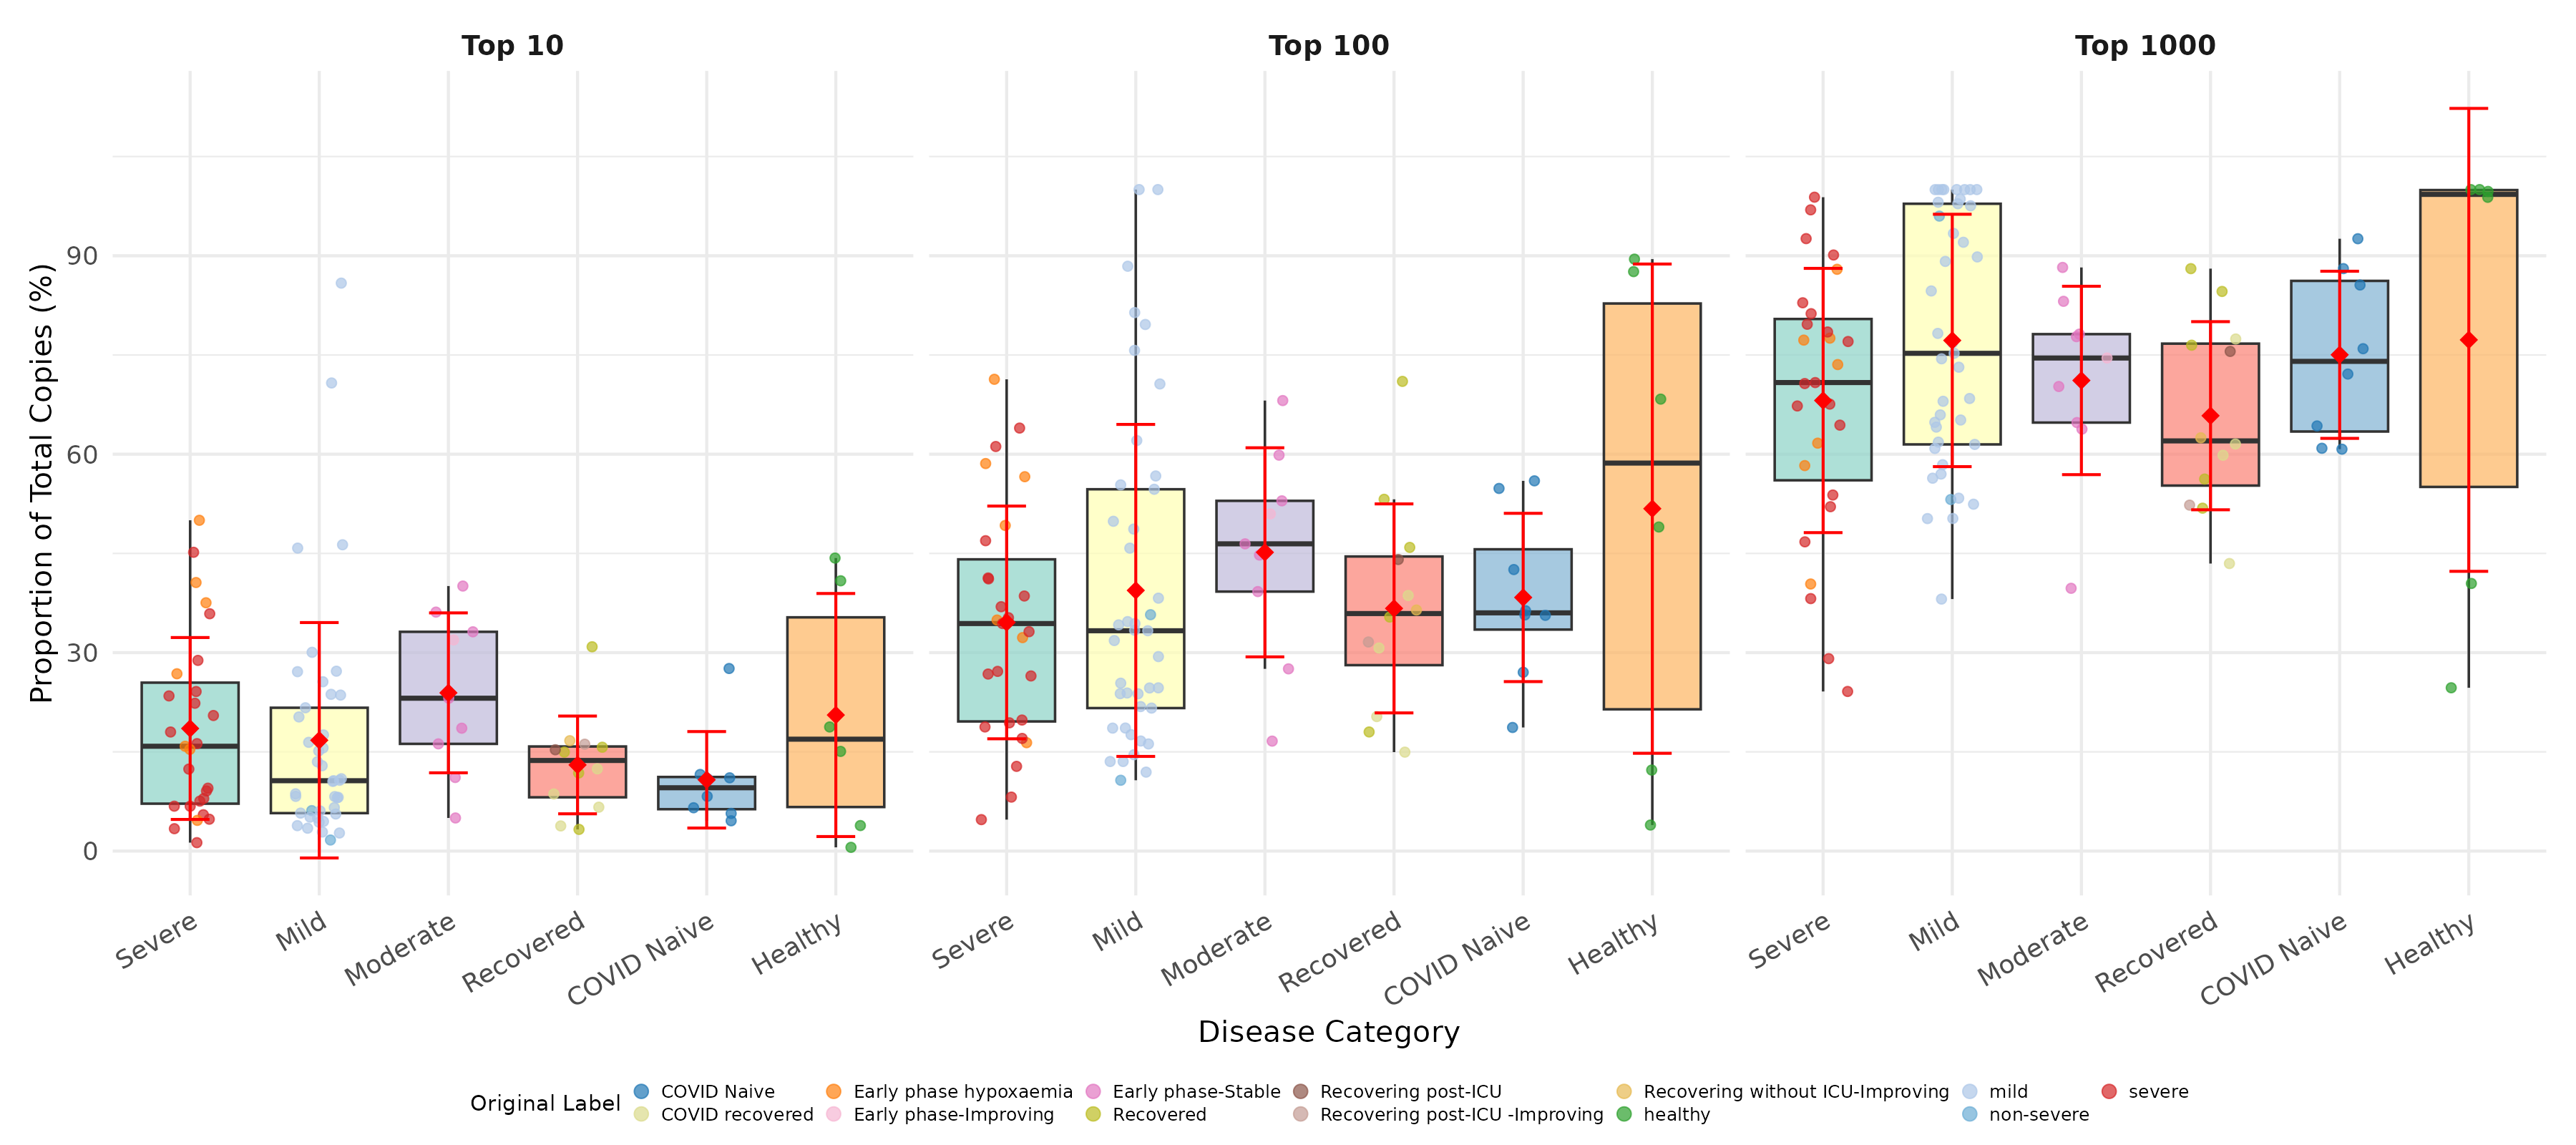 Top 10
Top 100
Top 1000
Proportion of Total Copies (%)
90
60
30
0
Severe
Mild
Moderate
Recovered
COVID Naive
Healthy
Severe
Mild
Moderate
Recovered
COVID Naive
Healthy
Severe
Mild
Moderate
Recovered
COVID Naive
Healthy
Disease Category
Original Label
COVID Naive
Early phase hypoxaemia
Early phase-Stable
Recovering post-ICU
Recovering without ICU-Improving
mild
severe
COVID recovered
Early phase-Improving
Recovered
Recovering post-ICU -Improving
healthy
non-severe